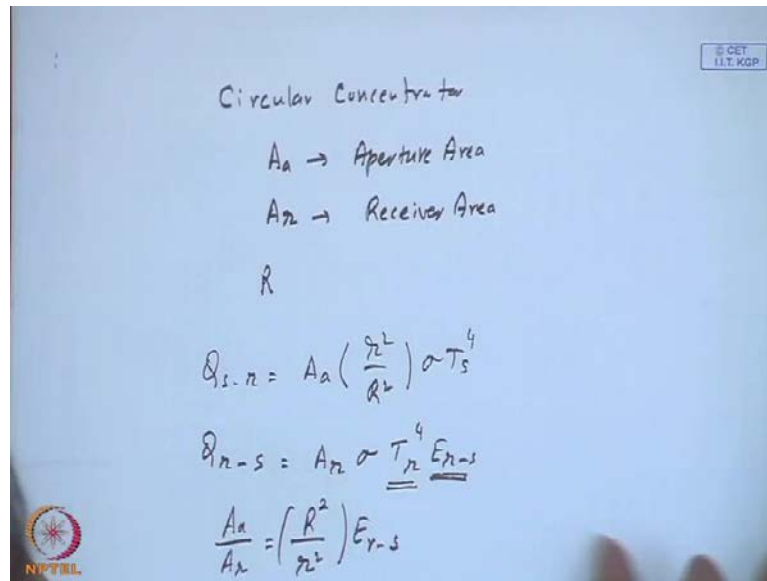 © CET
I.I.T. KGP
Circular Concentrator
Aa → Aperture Area
Ar → Receiver Area
R
Qs-r = Aa (r²/R²) σ Ts⁴
Qr-s = Ar σ Tr⁴ Er-s
Aa/Ar = (R²/r²) Er-s
NPTEL